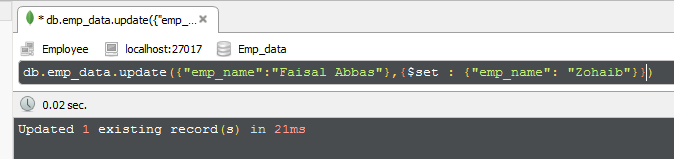 * db.emp_data.update({"emp_...
Employee localhost:27017 Emp_data
db.emp_data.update({"emp_name":"Faisal Abbas"},{$set : {"emp_name": "Zohaib"}})
0.02 sec.
Updated 1 existing record(s) in 21ms